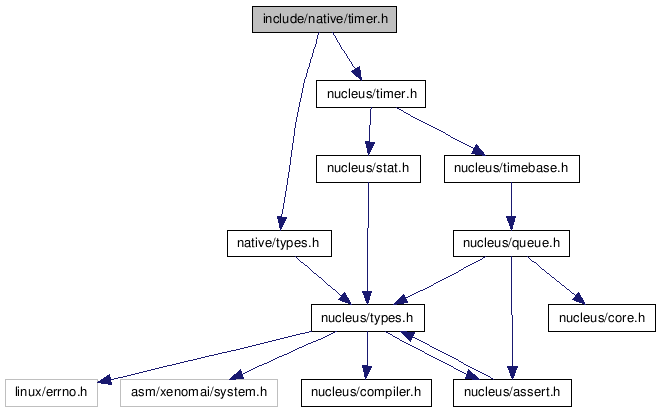 include/native/timer.h
nucleus/timer.h
nucleus/stat.h
nucleus/timebase.h
native/types.h
nucleus/queue.h
nucleus/types.h
nucleus/core.h
linux/errno.h
asm/xenomai/system.h
nucleus/compiler.h
nucleus/assert.h